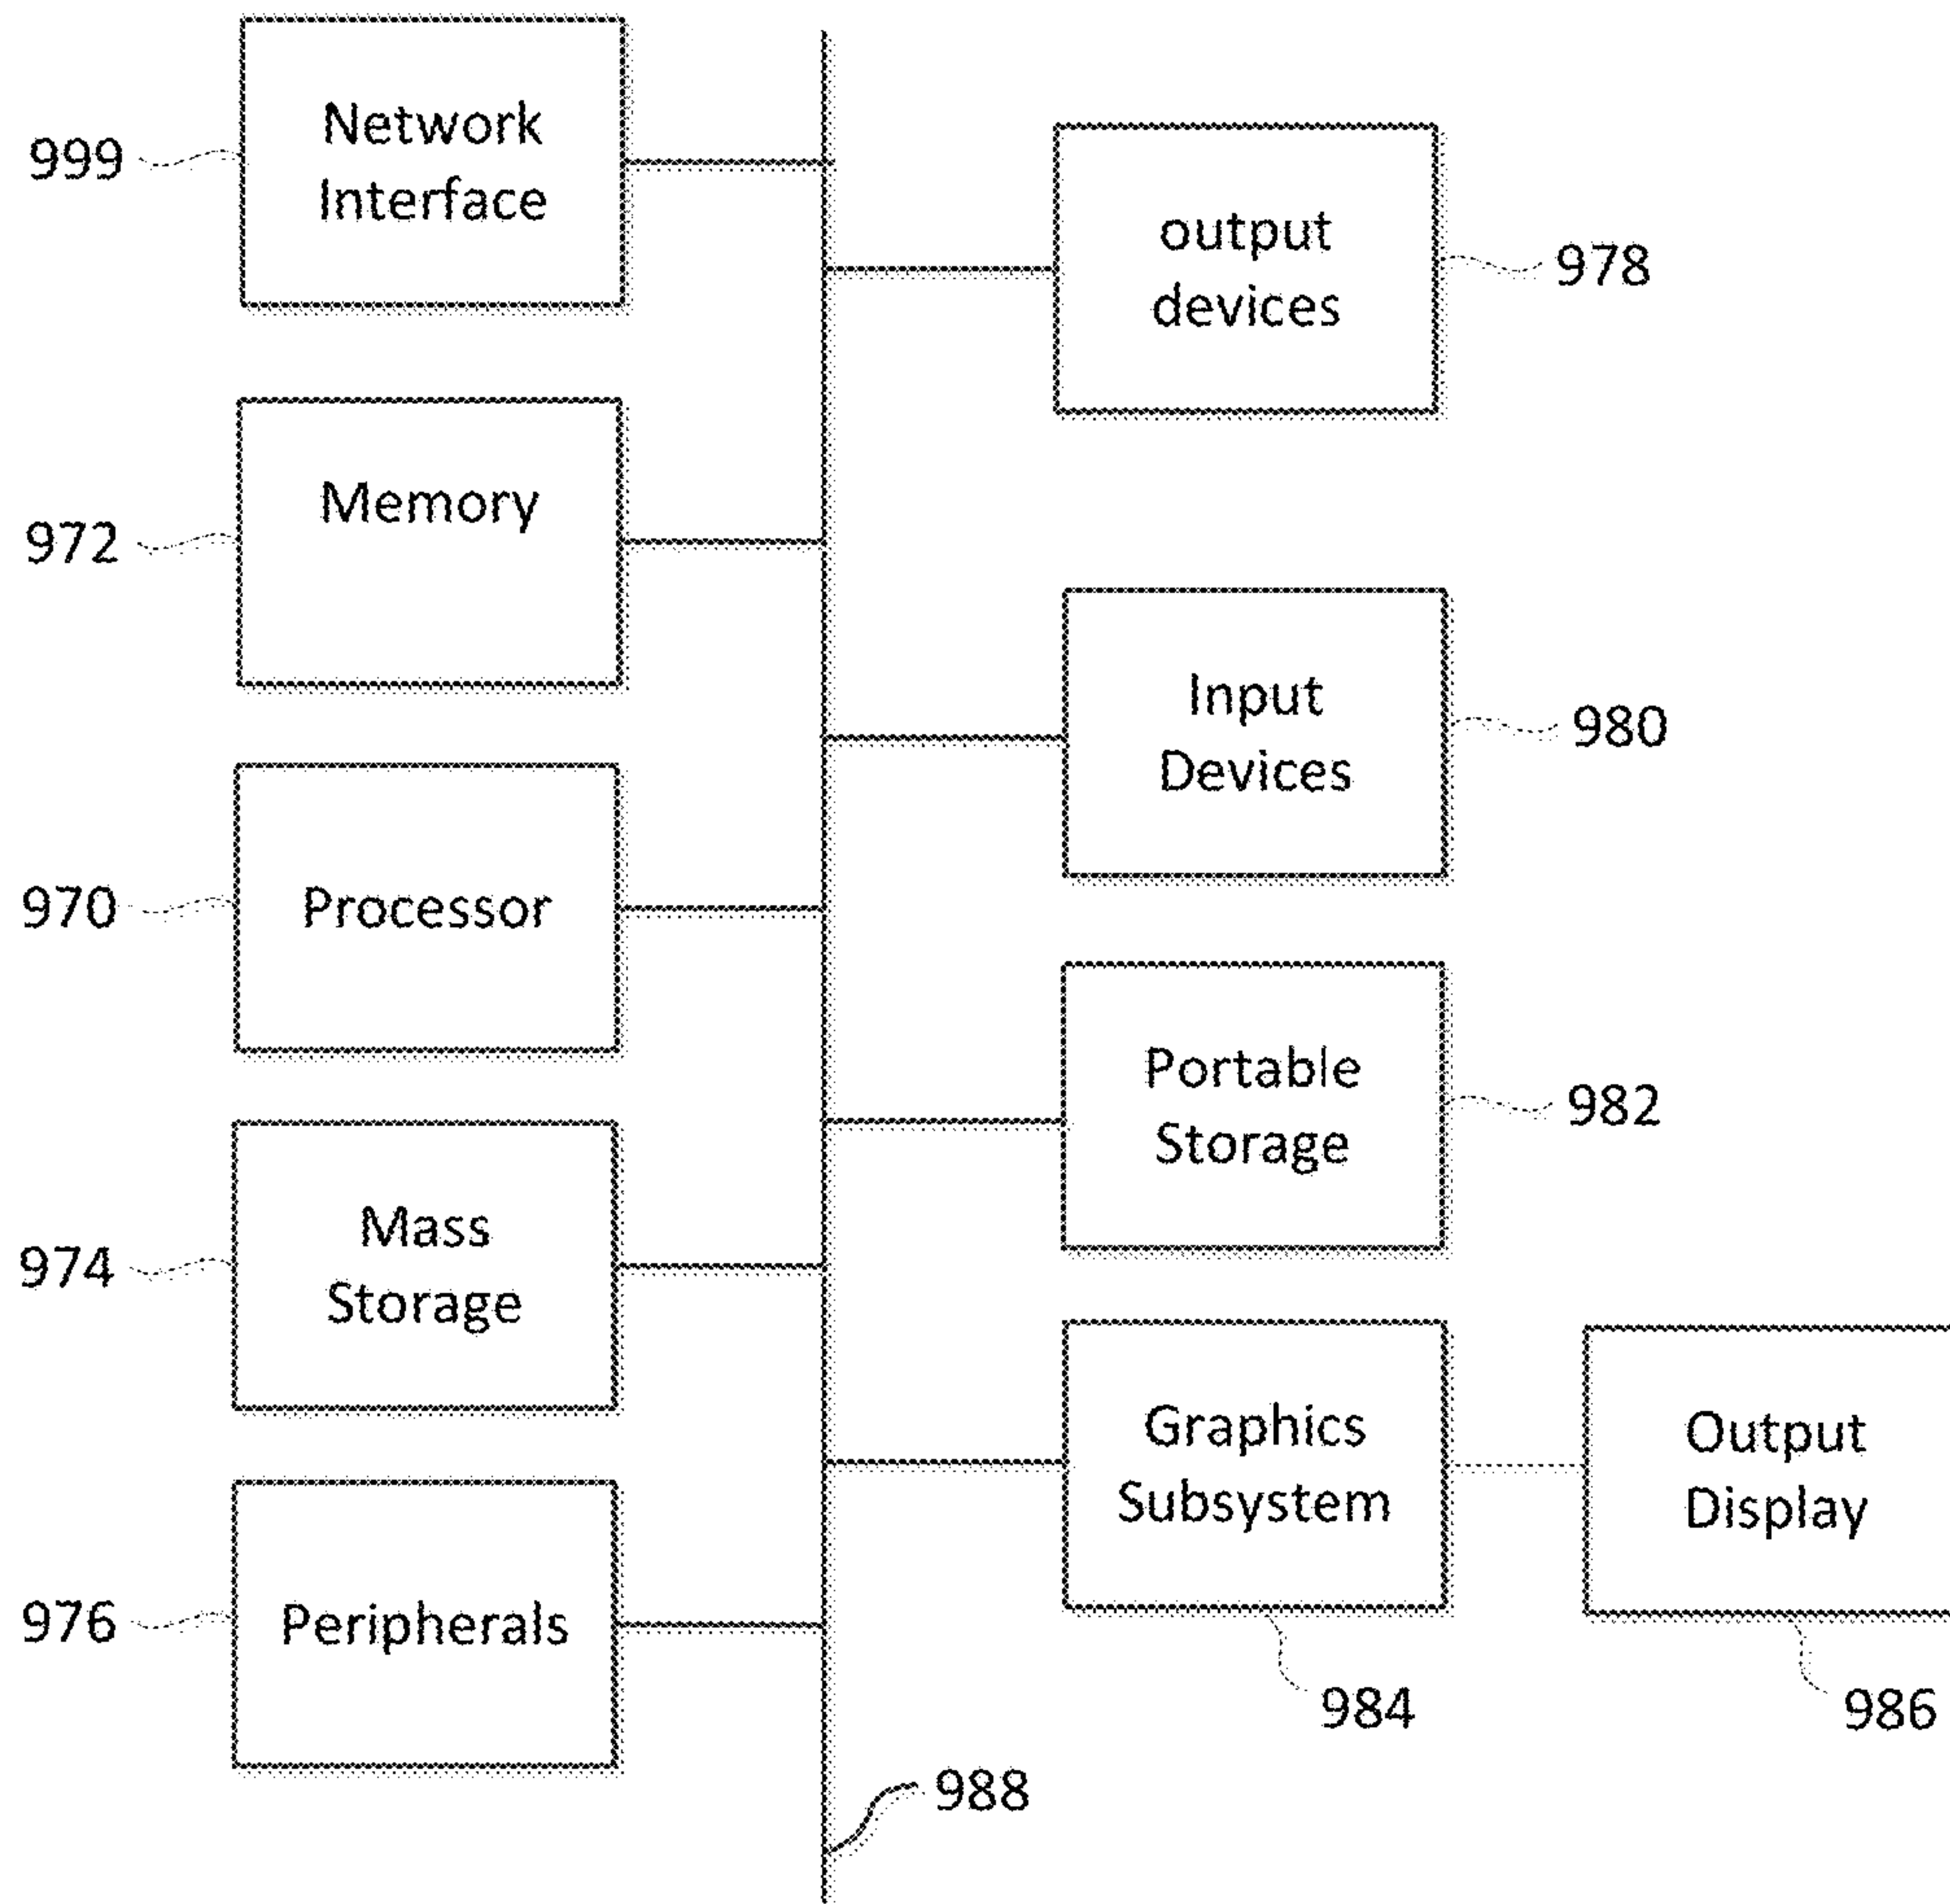 999
Network
Interface
output
devices
978
972
Memory
Input
Devices
980
970
Processor
Portable
Storage
982
974
Mass
Storage
Graphics
Subsystem
Output
Display
976
Peripherals
984
986
988